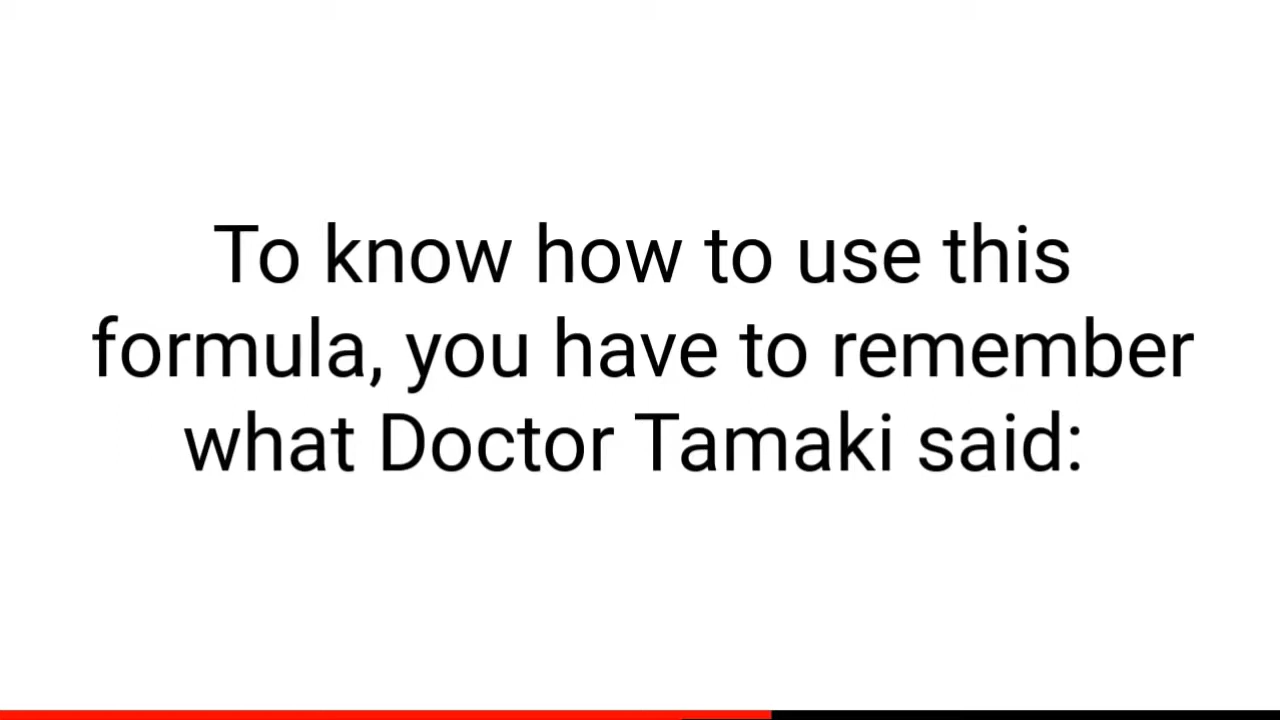 To know how to use this
formula, you have to remember
what Doctor Tamaki said: